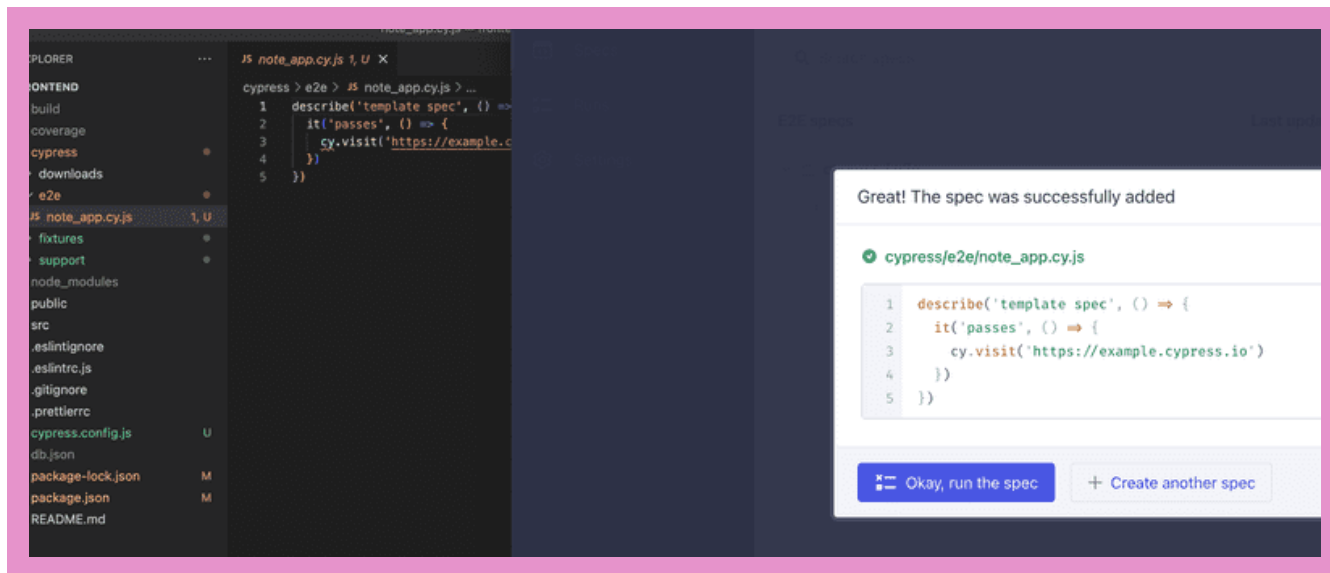 XPLORER ...
JS note_app.cy.js 1, U ×
RONTEND
cypress > e2e > JS note_app.cy.js > ...
build
coverage
cypress
downloads
e2e
JS note_app.cy.js 1, U
fixtures
support
node_modules
public
src
.eslintignore
.eslintrc.js
.gitignore
.prettierrc
cypress.config.js U
db.json
package-lock.json M
package.json M
README.md
1 describe('template spec', () =>
2 it('passes', () => {
3 cy.visit('https://example.c
4 })
5 })
E2E specs
Great! The spec was successfully added
cypress/e2e/note_app.cy.js
1 describe('template spec', () => {
2 it('passes', () => {
3 cy.visit('https://example.cypress.io')
4 })
5 })
Okay, run the spec
+ Create another spec